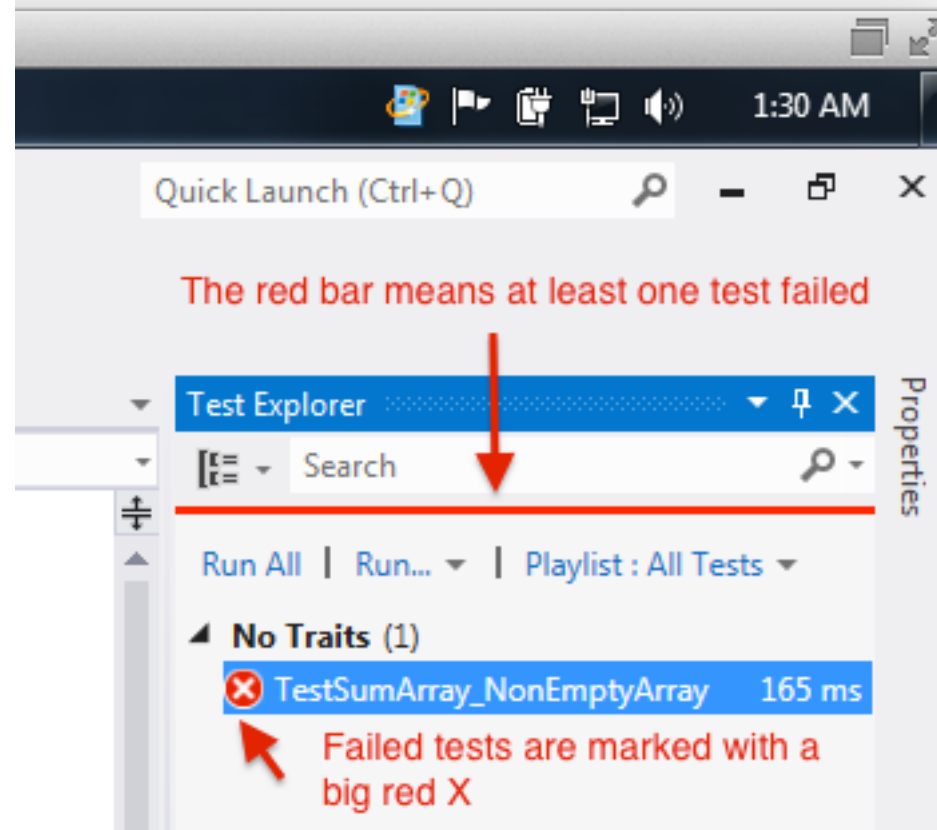 1:30 AM
Quick Launch (Ctrl+Q)
The red bar means at least one test failed
Test Explorer
Properties
Search
Run All | Run... | Playlist : All Tests
No Traits (1)
TestSumArray_NonEmptyArray 165 ms
Failed tests are marked with a
big red X